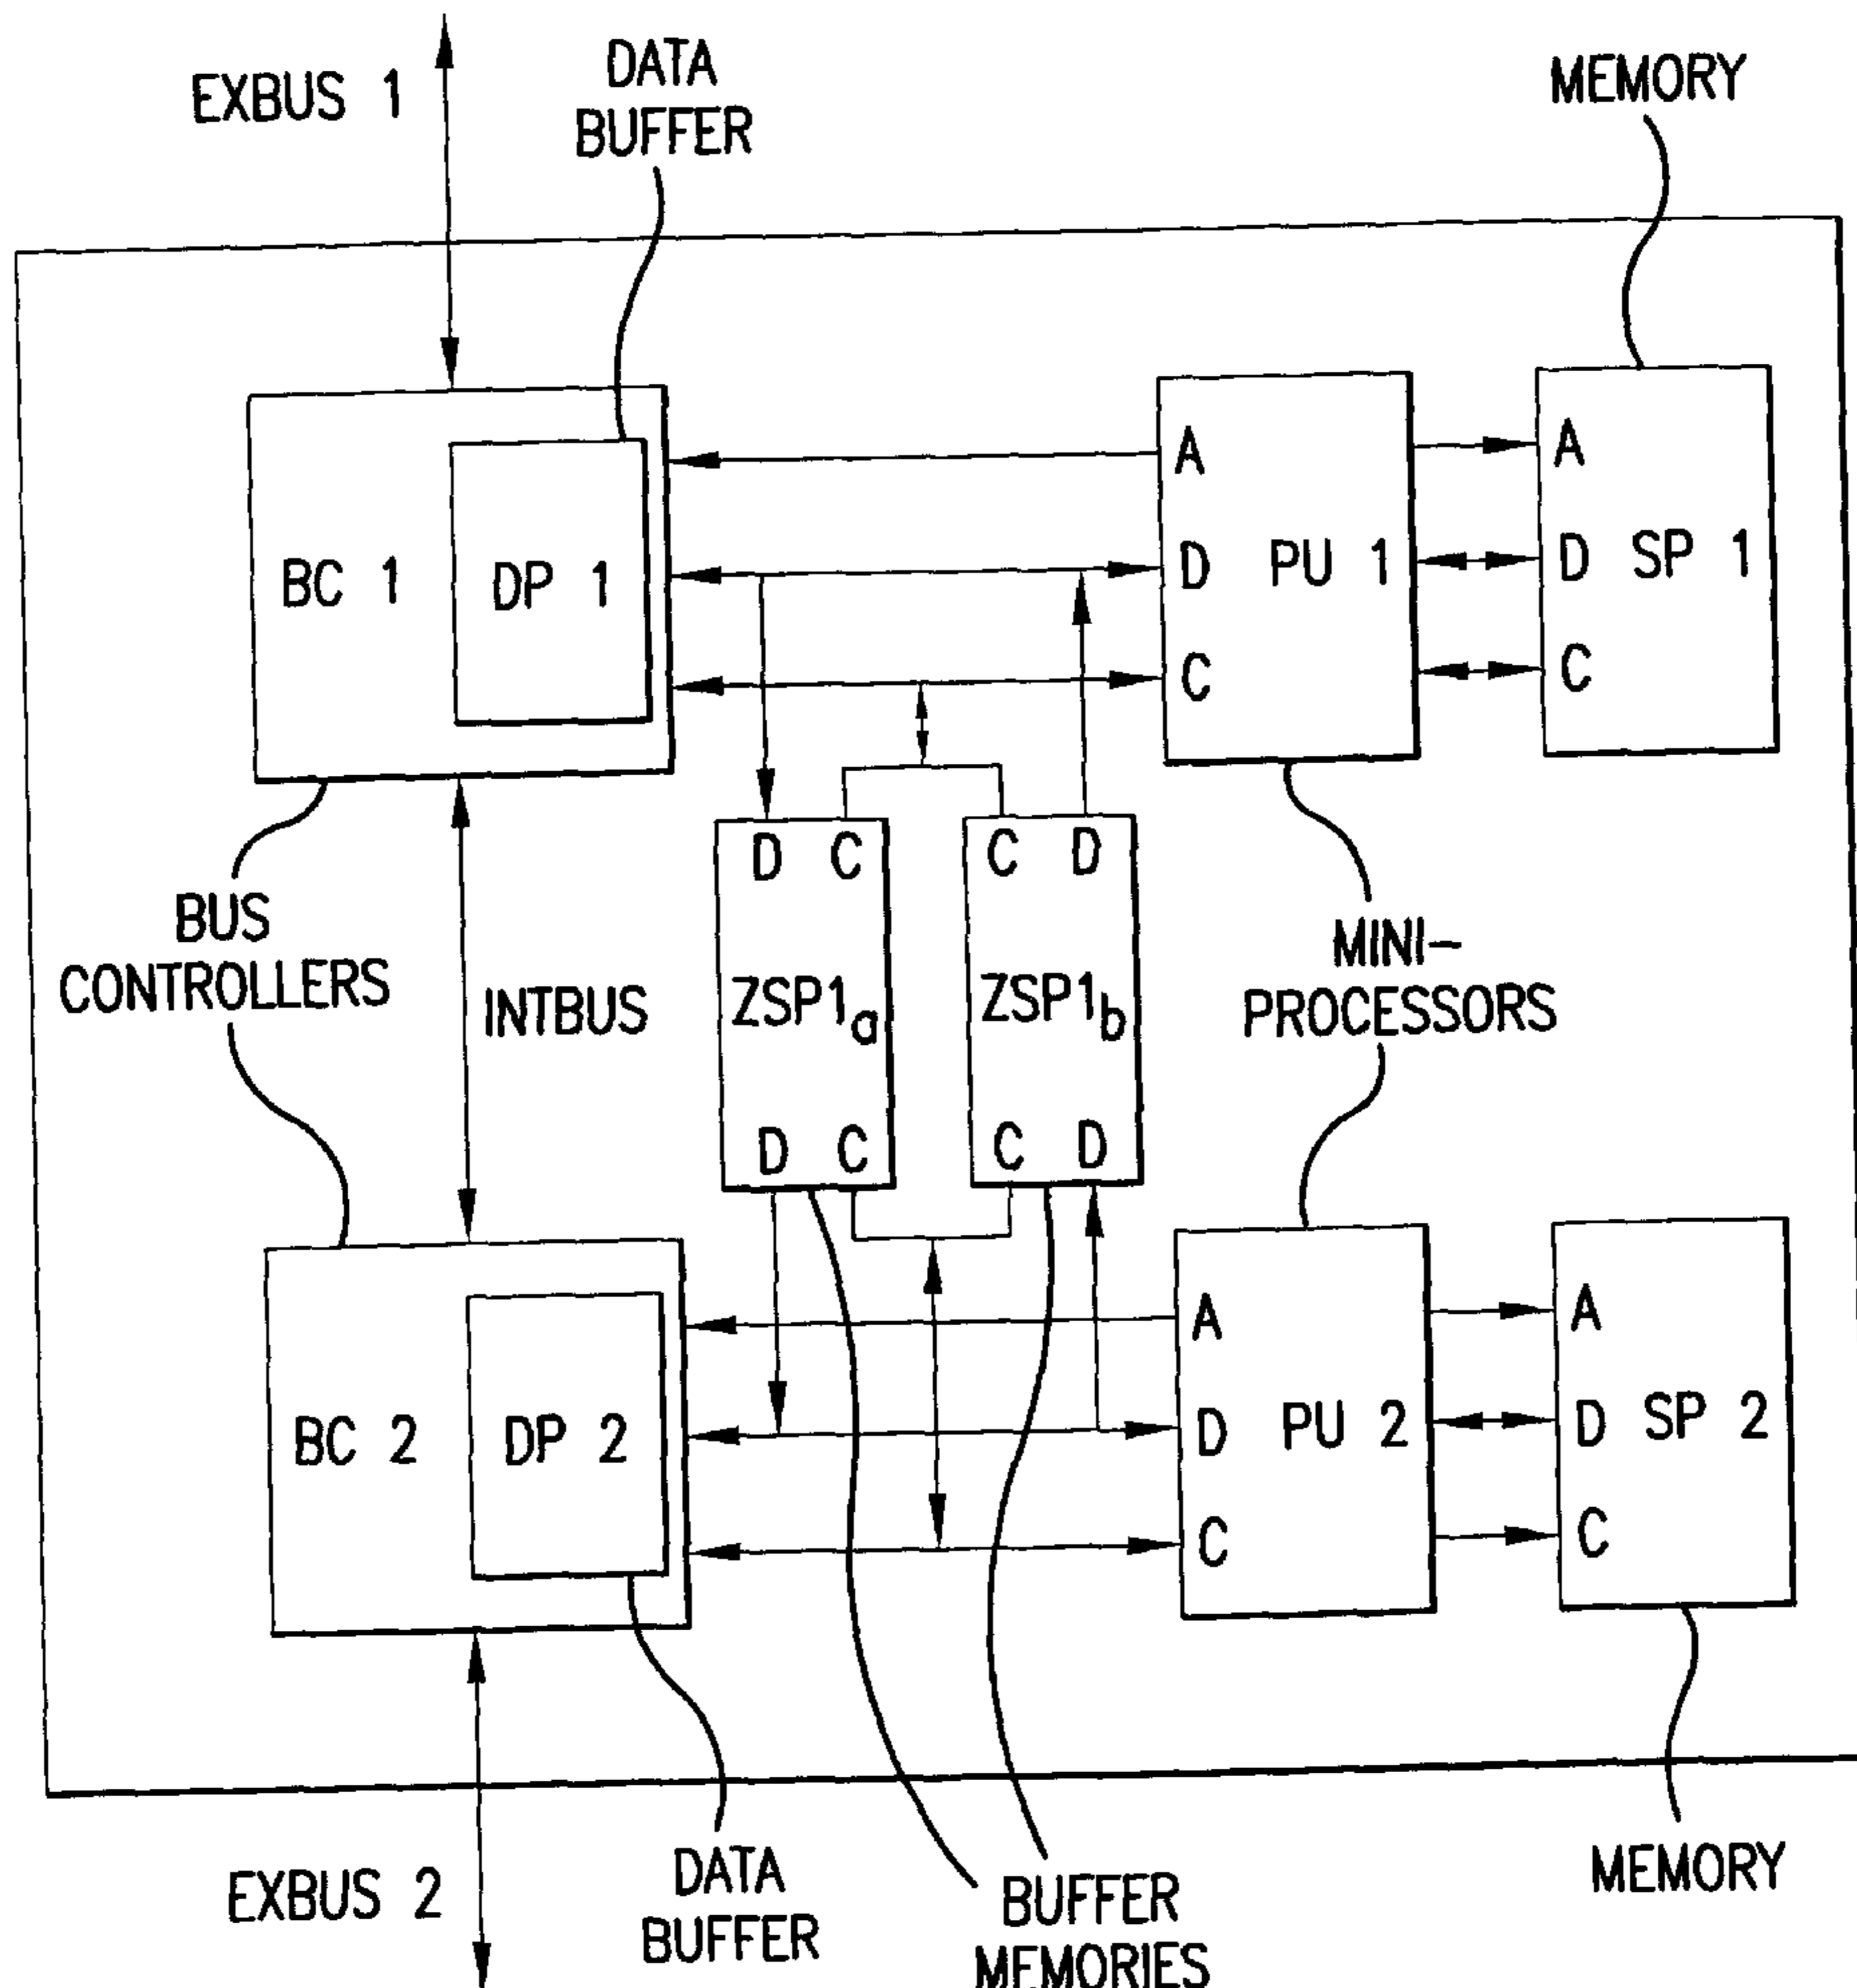 EXBUS 1
DATA
BUFFER
MEMORY
A
A
BC 1
DP 1
D
PU 1
D
SP 1
C
C
D
C
C
D
BUS
CONTROLLERS
INTBUS
ZSP1a
ZSP1b
MINI-
PROCESSORS
D
C
C
D
A
A
BC 2
DP 2
D
PU 2
D
SP 2
C
C
EXBUS 2
DATA
BUFFER
BUFFER
MEMORIES
MEMORY